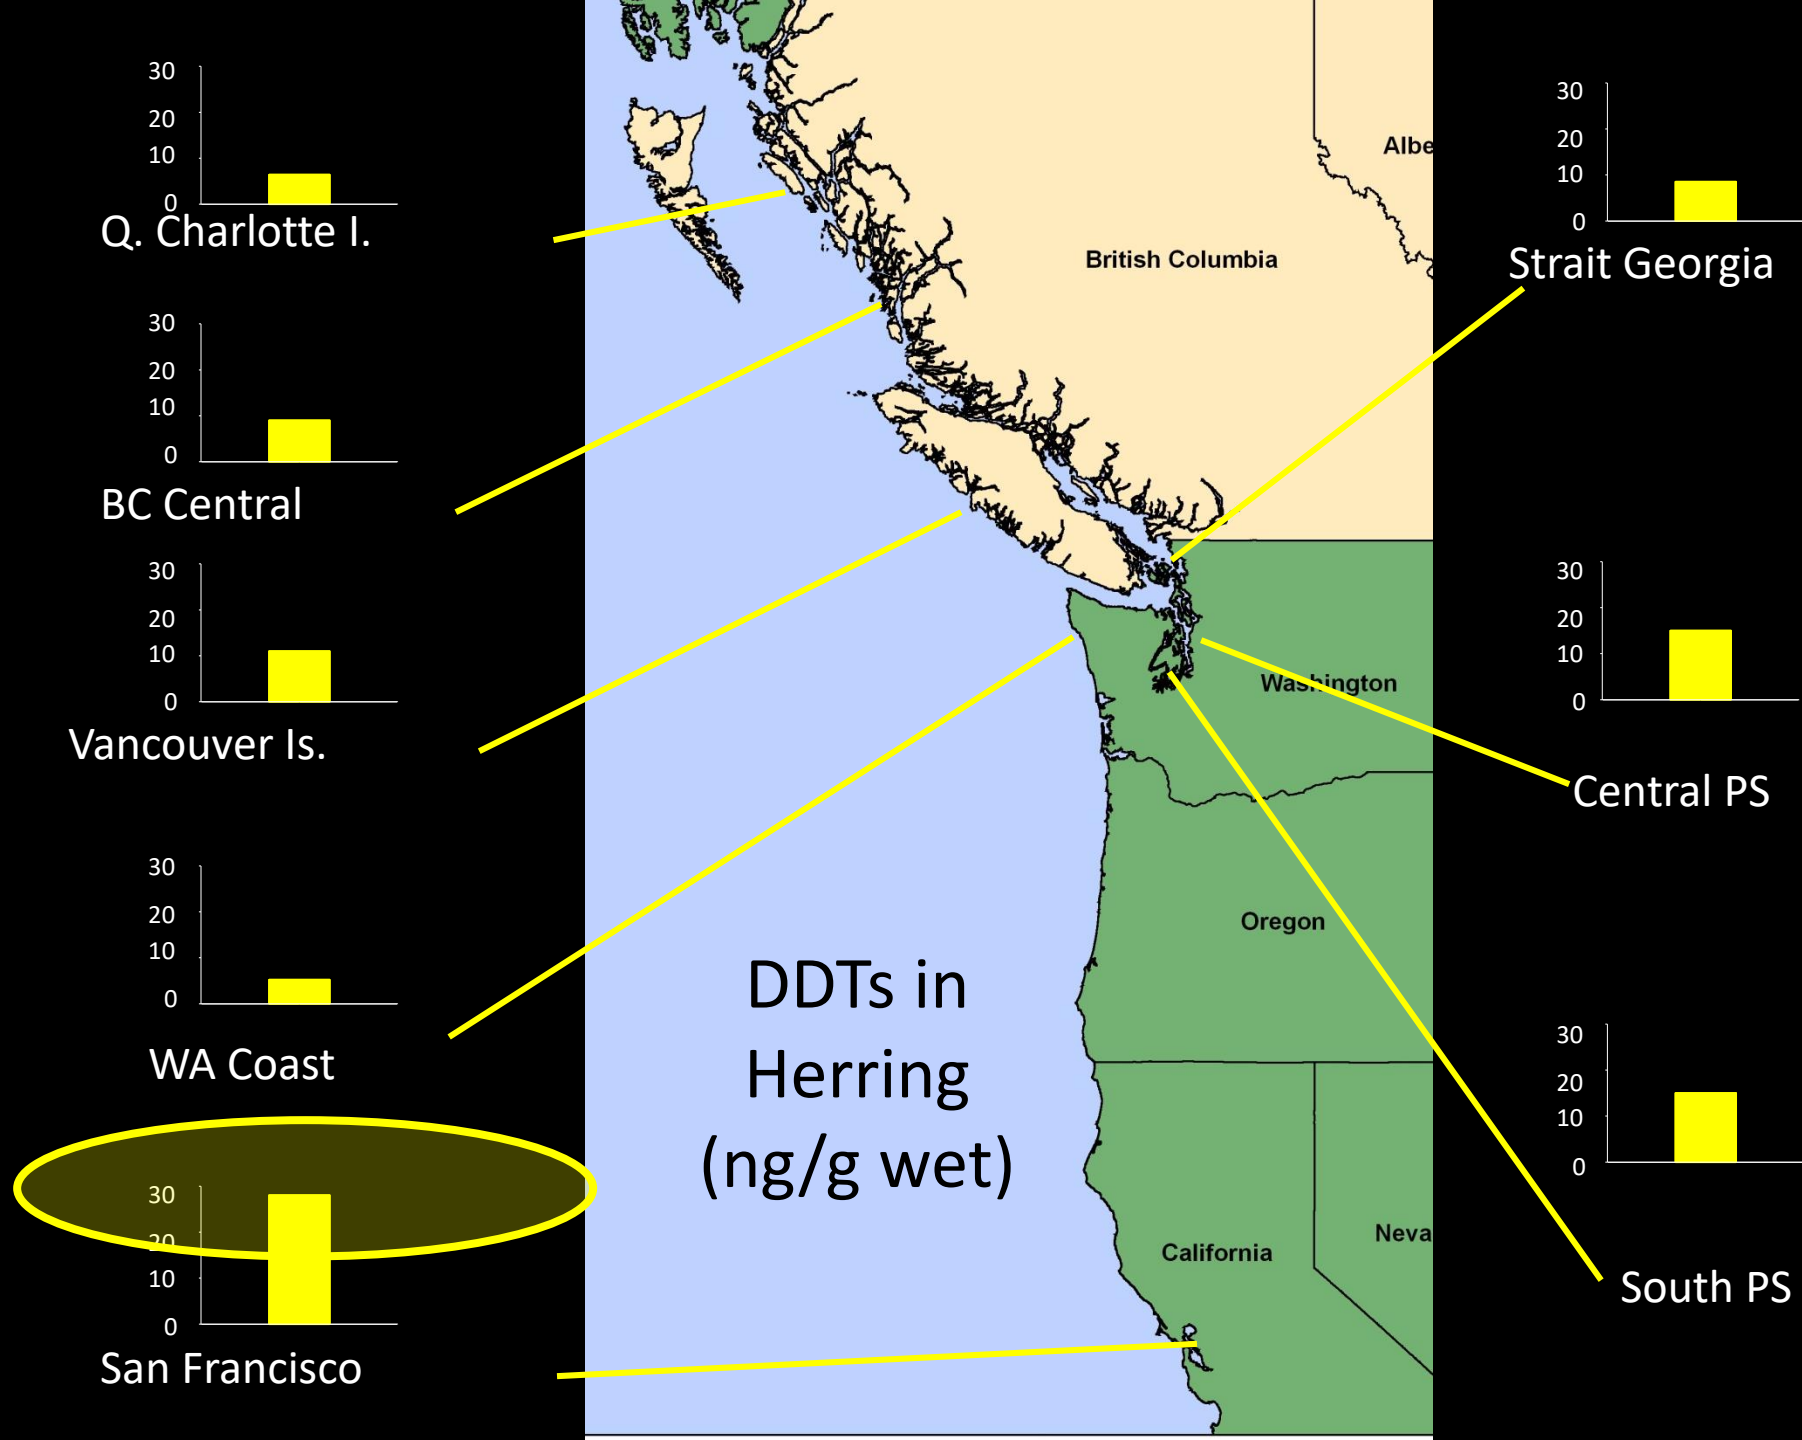 30
20
10
0
Q. Charlotte I.
30
20
10
0
BC Central
30
20
10
0
Vancouver Is.
30
20
10
0
WA Coast
30
20
10
0
San Francisco
Albe
British Columbia
Washington
Oregon
California
Neva
DDTs in
Herring
(ng/g wet)
30
20
10
0
Strait Georgia
30
20
10
0
Central PS
30
20
10
0
South PS